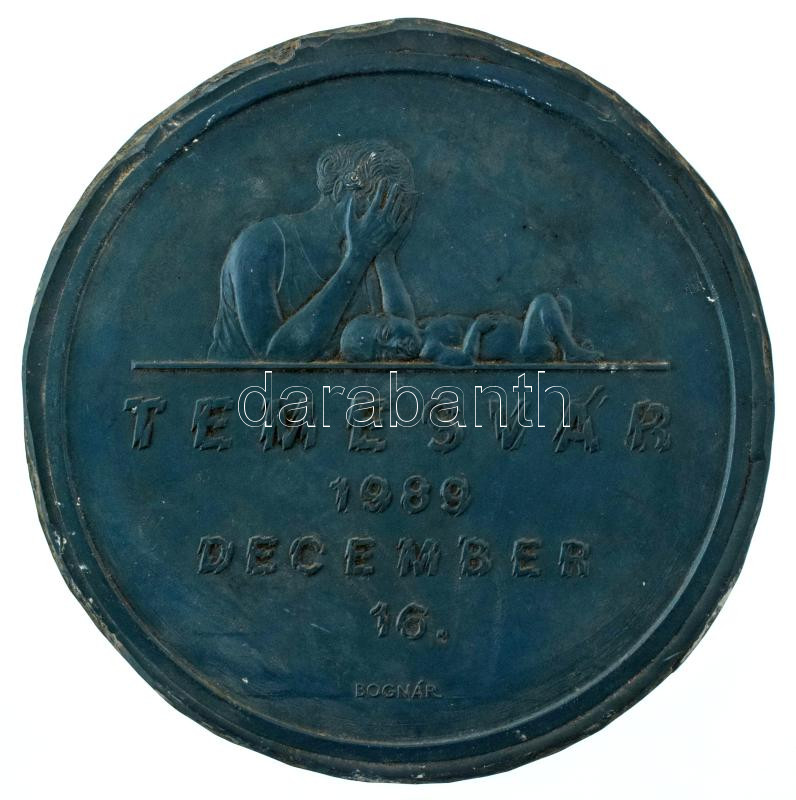 darabanth
TEMESVÁR
1989
DECEMBER
16.
BOGNÁR